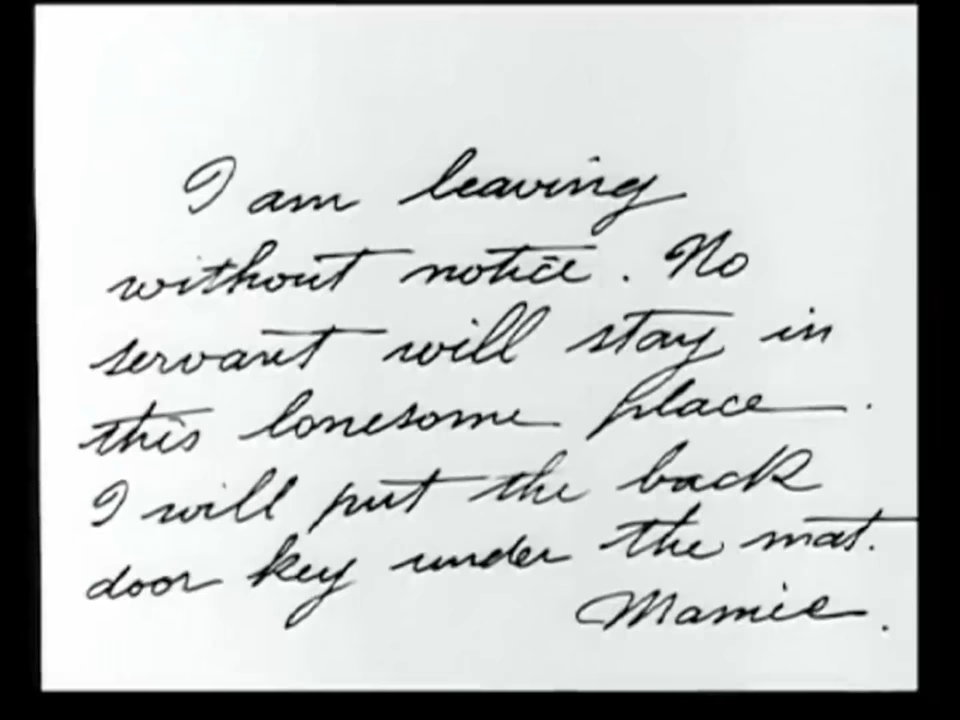 I am leaving
without notice. No
servant will stay in
this lonesome place.
I will put the back
door key under the mat.
Mamie.